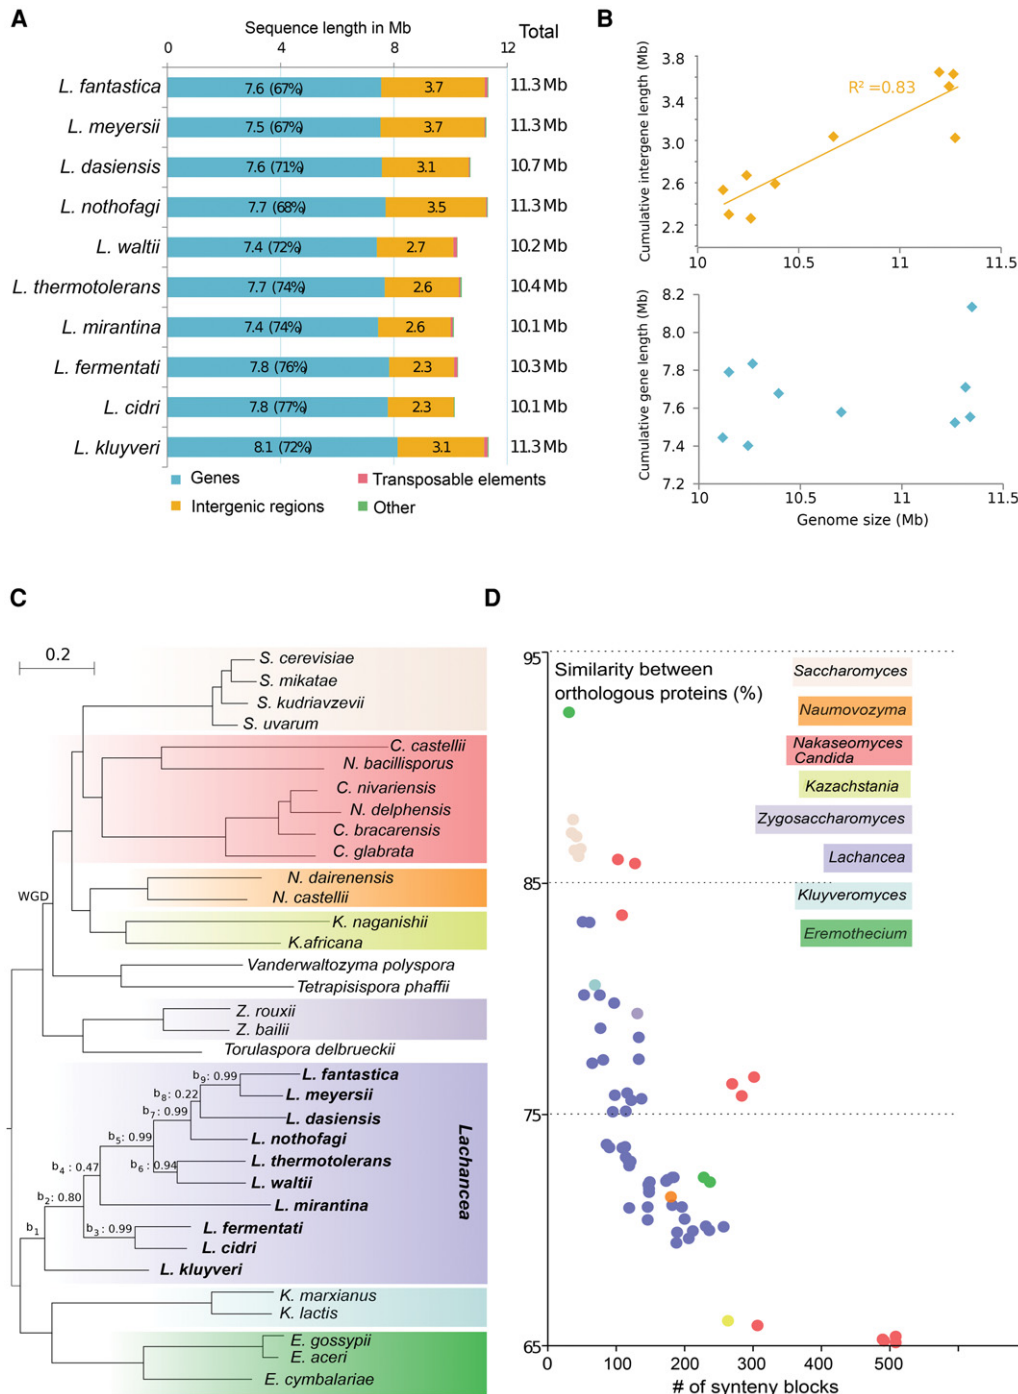 A
Sequence length in Mb
Total
0 4 8 12
L. fantastica 7.6 (67%) 3.7 11.3 Mb
L. meyersii 7.5 (67%) 3.7 11.3 Mb
L. dasiensis 7.6 (71%) 3.1 10.7 Mb
L. nothofagi 7.7 (68%) 3.5 11.3 Mb
L. waltii 7.4 (72%) 2.7 10.2 Mb
L. thermotolerans 7.7 (74%) 2.6 10.4 Mb
L. mirantina 7.4 (74%) 2.6 10.1 Mb
L. fermentati 7.8 (76%) 2.3 10.3 Mb
L. cidri 7.8 (77%) 2.3 10.1 Mb
L. kluyveri 8.1 (72%) 3.1 11.3 Mb
Genes
Transposable elements
Intergenic regions
Other
B
Cumulative intergene length (Mb)
3.8
3.4
3.0
2.6
2.2
R² =0.83
10 10.5 11 11.5
Cumulative gene length (Mb)
8.2
8.0
7.8
7.6
7.4
7.2
10 10.5 11 11.5
Genome size (Mb)
C
0.2
S. cerevisiae
S. mikatae
S. kudriavzevii
S. uvarum
C. castellii
N. bacillisporus
C. nivariensis
N. delphensis
C. bracarensis
C. glabrata
WGD
N. dairenensis
N. castellii
K. naganishii
K.africana
Vanderwaltozyma polyspora
Tetrapisispora phaffii
Z. rouxii
Z. bailii
Torulaspora delbrueckii
b9: 0.99
L. fantastica
b8: 0.22
L. meyersii
b7: 0.99
L. dasiensis
b5: 0.99
L. nothofagi
b4: 0.47
b6: 0.94
L. thermotolerans
L. waltii
b2: 0.80
L. mirantina
b1
b3: 0.99
L. fermentati
L. cidri
L. kluyveri
Lachancea
K. marxianus
K. lactis
E. gossypii
E. aceri
E. cymbalariae
D
95
85
75
65
Similarity between
orthologous proteins (%)
Saccharomyces
Naumovozyma
Nakaseomyces
Candida
Kazachstania
Zygosaccharomyces
Lachancea
Kluyveromyces
Eremothecium
0 100 200 300 400 500
# of synteny blocks